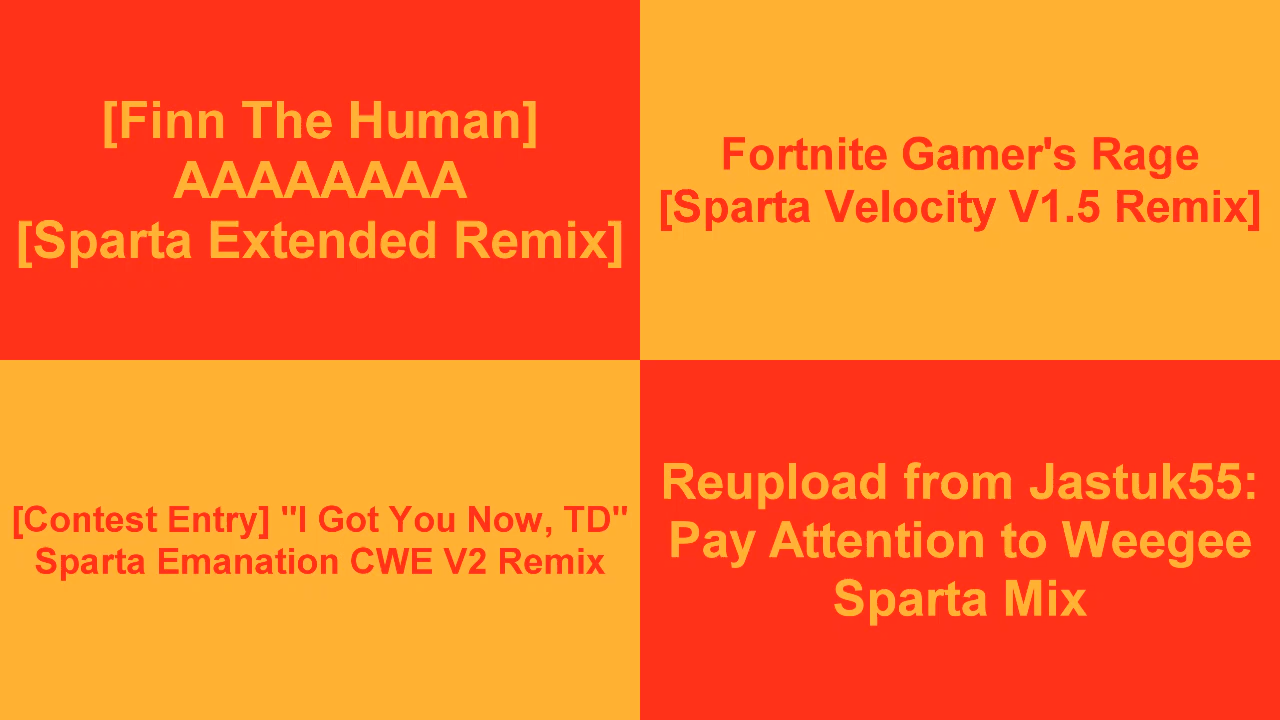 [Finn The Human]
AAAAAAAA
[Sparta Extended Remix]
Fortnite Gamer's Rage
[Sparta Velocity V1.5 Remix]
[Contest Entry] "I Got You Now, TD"
Sparta Emanation CWE V2 Remix
Reupload from Jastuk55:
Pay Attention to Weegee
Sparta Mix